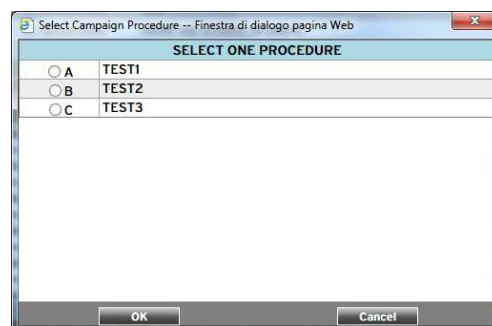 Select Campaign Procedure -- Finestra di dialogo pagina Web
SELECT ONE PROCEDURE
A TEST1
B TEST2
C TEST3
OK Cancel